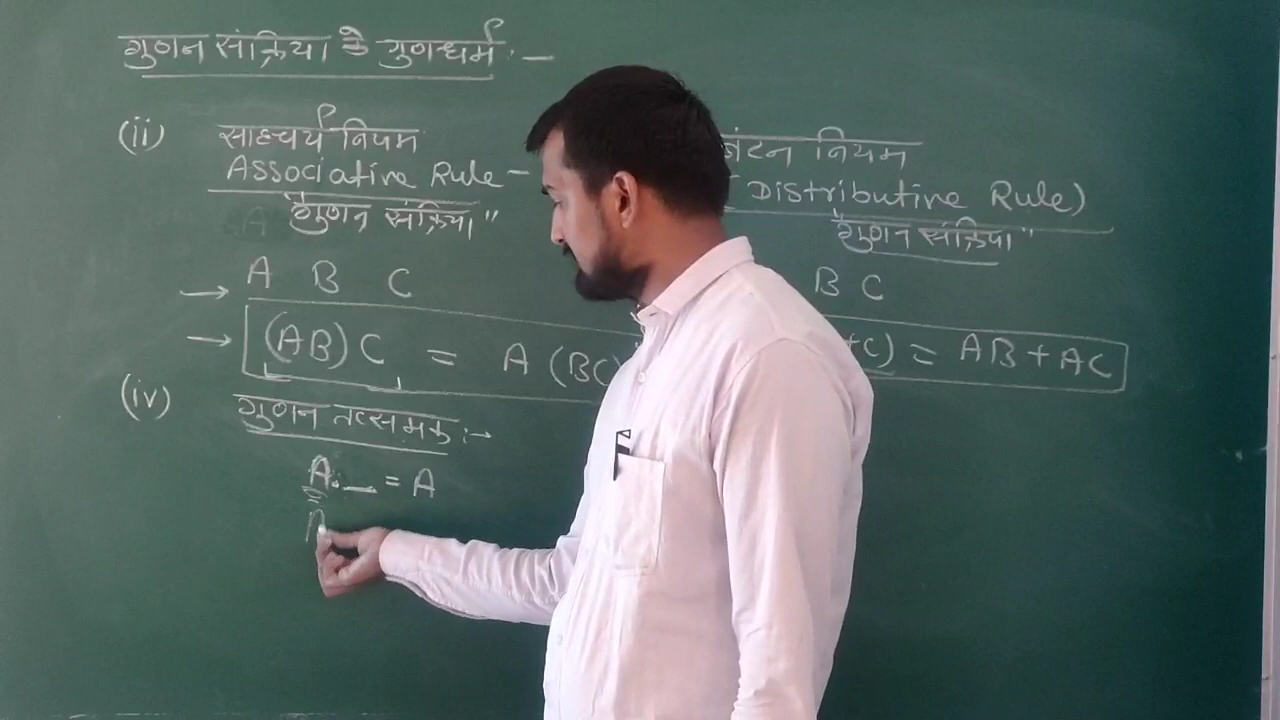 गुणन संक्रिया के गुणधर्म :-
(ii) साहचर्य नियम
Associative Rule -
"गुणन संक्रिया"
→ A B C
→ (AB) C = A (BC)
बंटन नियम
( Distributive Rule)
"गुणन संक्रिया"
B C
+C) = AB + AC
(iv) गुणन तत्समक :→
A . __ = A